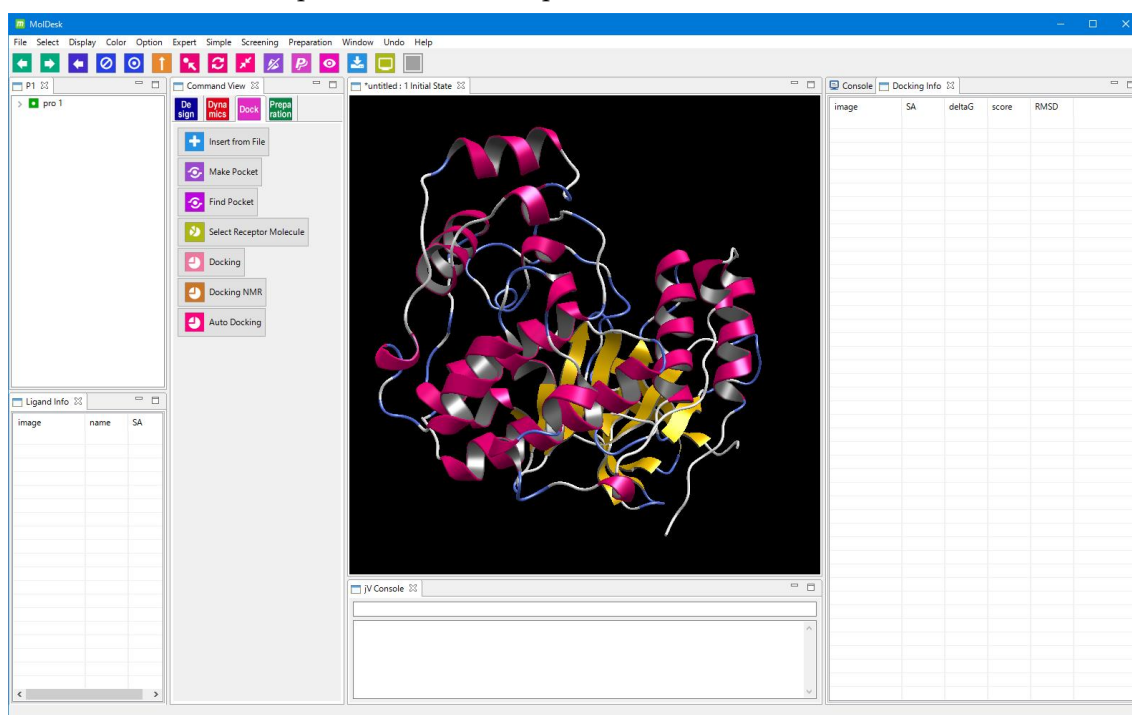 MolDesk
File Select Display Color Option Expert Simple Screening Preparation Window Undo Help
P1
pro 1
Command View
De
sign
Dyna
mics
Dock
Prepa
ration
Insert from File
Make Pocket
Find Pocket
Select Receptor Molecule
Docking
Docking NMR
Auto Docking
*untitled : 1 Initial State
Console
Docking Info
image SA deltaG score RMSD
Ligand Info
image name SA
jV Console